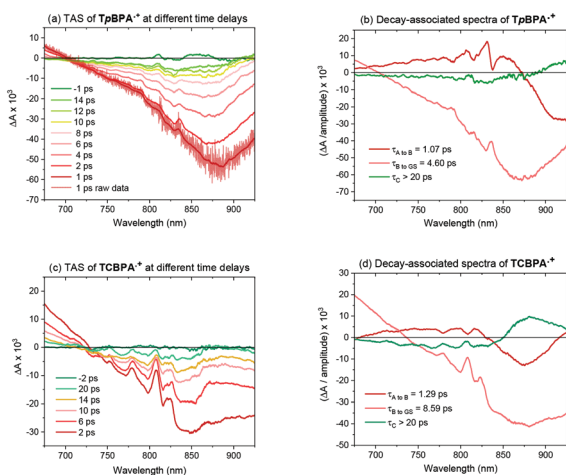 (a) TAS of TpBPA·+ at different time delays
10
0
-10
-20
-30
-40
-50
-60
-70
ΔA x 10³
-1 ps
14 ps
12 ps
10 ps
8 ps
6 ps
4 ps
2 ps
1 ps
1 ps raw data
700 750 800 850 900
Wavelength (nm)
(b) Decay-associated spectra of TpBPA·+
20
10
0
-10
-20
-30
-40
-50
-60
-70
(ΔA /amplitude) x 10³
τA to B = 1.07 ps
τB to GS = 4.60 ps
τC > 20 ps
700 750 800 850 900
Wavelength (nm)
(c) TAS of TCBPA·+ at different time delays
20
10
0
-10
-20
-30
ΔA x 10³
-2 ps
20 ps
14 ps
10 ps
6 ps
2 ps
700 750 800 850 900
Wavelength (nm)
(d) Decay-associated spectra of TCBPA·+
30
20
10
0
-10
-20
-30
-40
-50
(ΔA / amplitude) x 10³
τA to B = 1.29 ps
τB to GS = 8.59 ps
τC > 20 ps
700 750 800 850 900
Wavelength (nm)